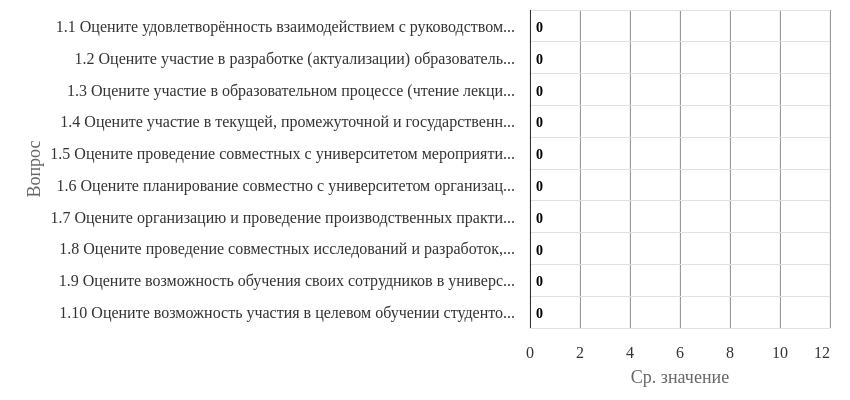 1.1 Оцените удовлетворённость взаимодействием с руководством... 0
1.2 Оцените участие в разработке (актуализации) образователь... 0
1.3 Оцените участие в образовательном процессе (чтение лекци... 0
1.4 Оцените участие в текущей, промежуточной и государственн... 0
1.5 Оцените проведение совместных с университетом мероприяти... 0
1.6 Оцените планирование совместно с университетом организац... 0
1.7 Оцените организацию и проведение производственных практи... 0
1.8 Оцените проведение совместных исследований и разработок,... 0
1.9 Оцените возможность обучения своих сотрудников в универс... 0
1.10 Оцените возможность участия в целевом обучении студенто... 0
Вопрос
0 2 4 6 8 10 12
Ср. значение